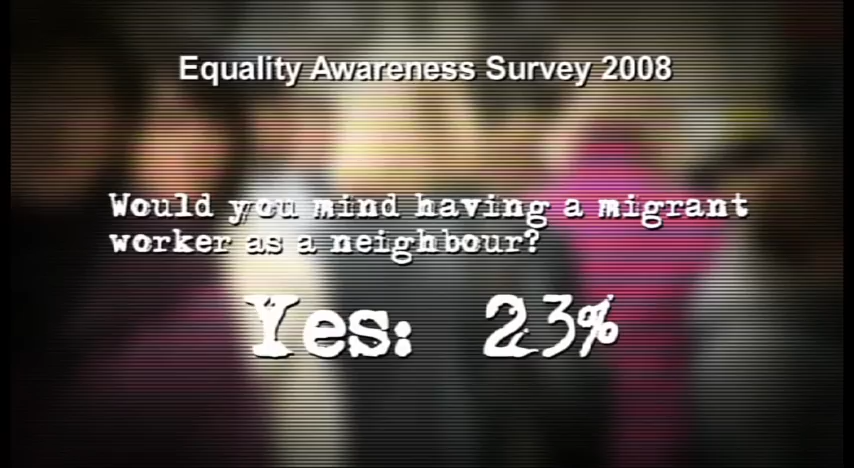 Equality Awareness Survey 2008
Would you mind having a migrant
worker as a neighbour?
Yes: 23%